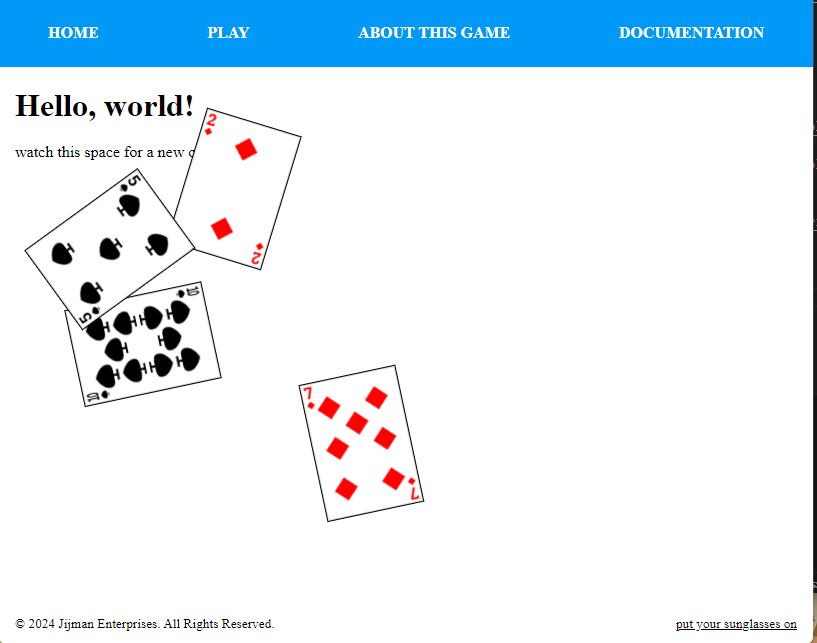 HOME PLAY ABOUT THIS GAME DOCUMENTATION
Hello, world!
watch this space for a new
2
2
5
5
10
10
7
7
© 2024 Jijman Enterprises. All Rights Reserved. put your sunglasses on